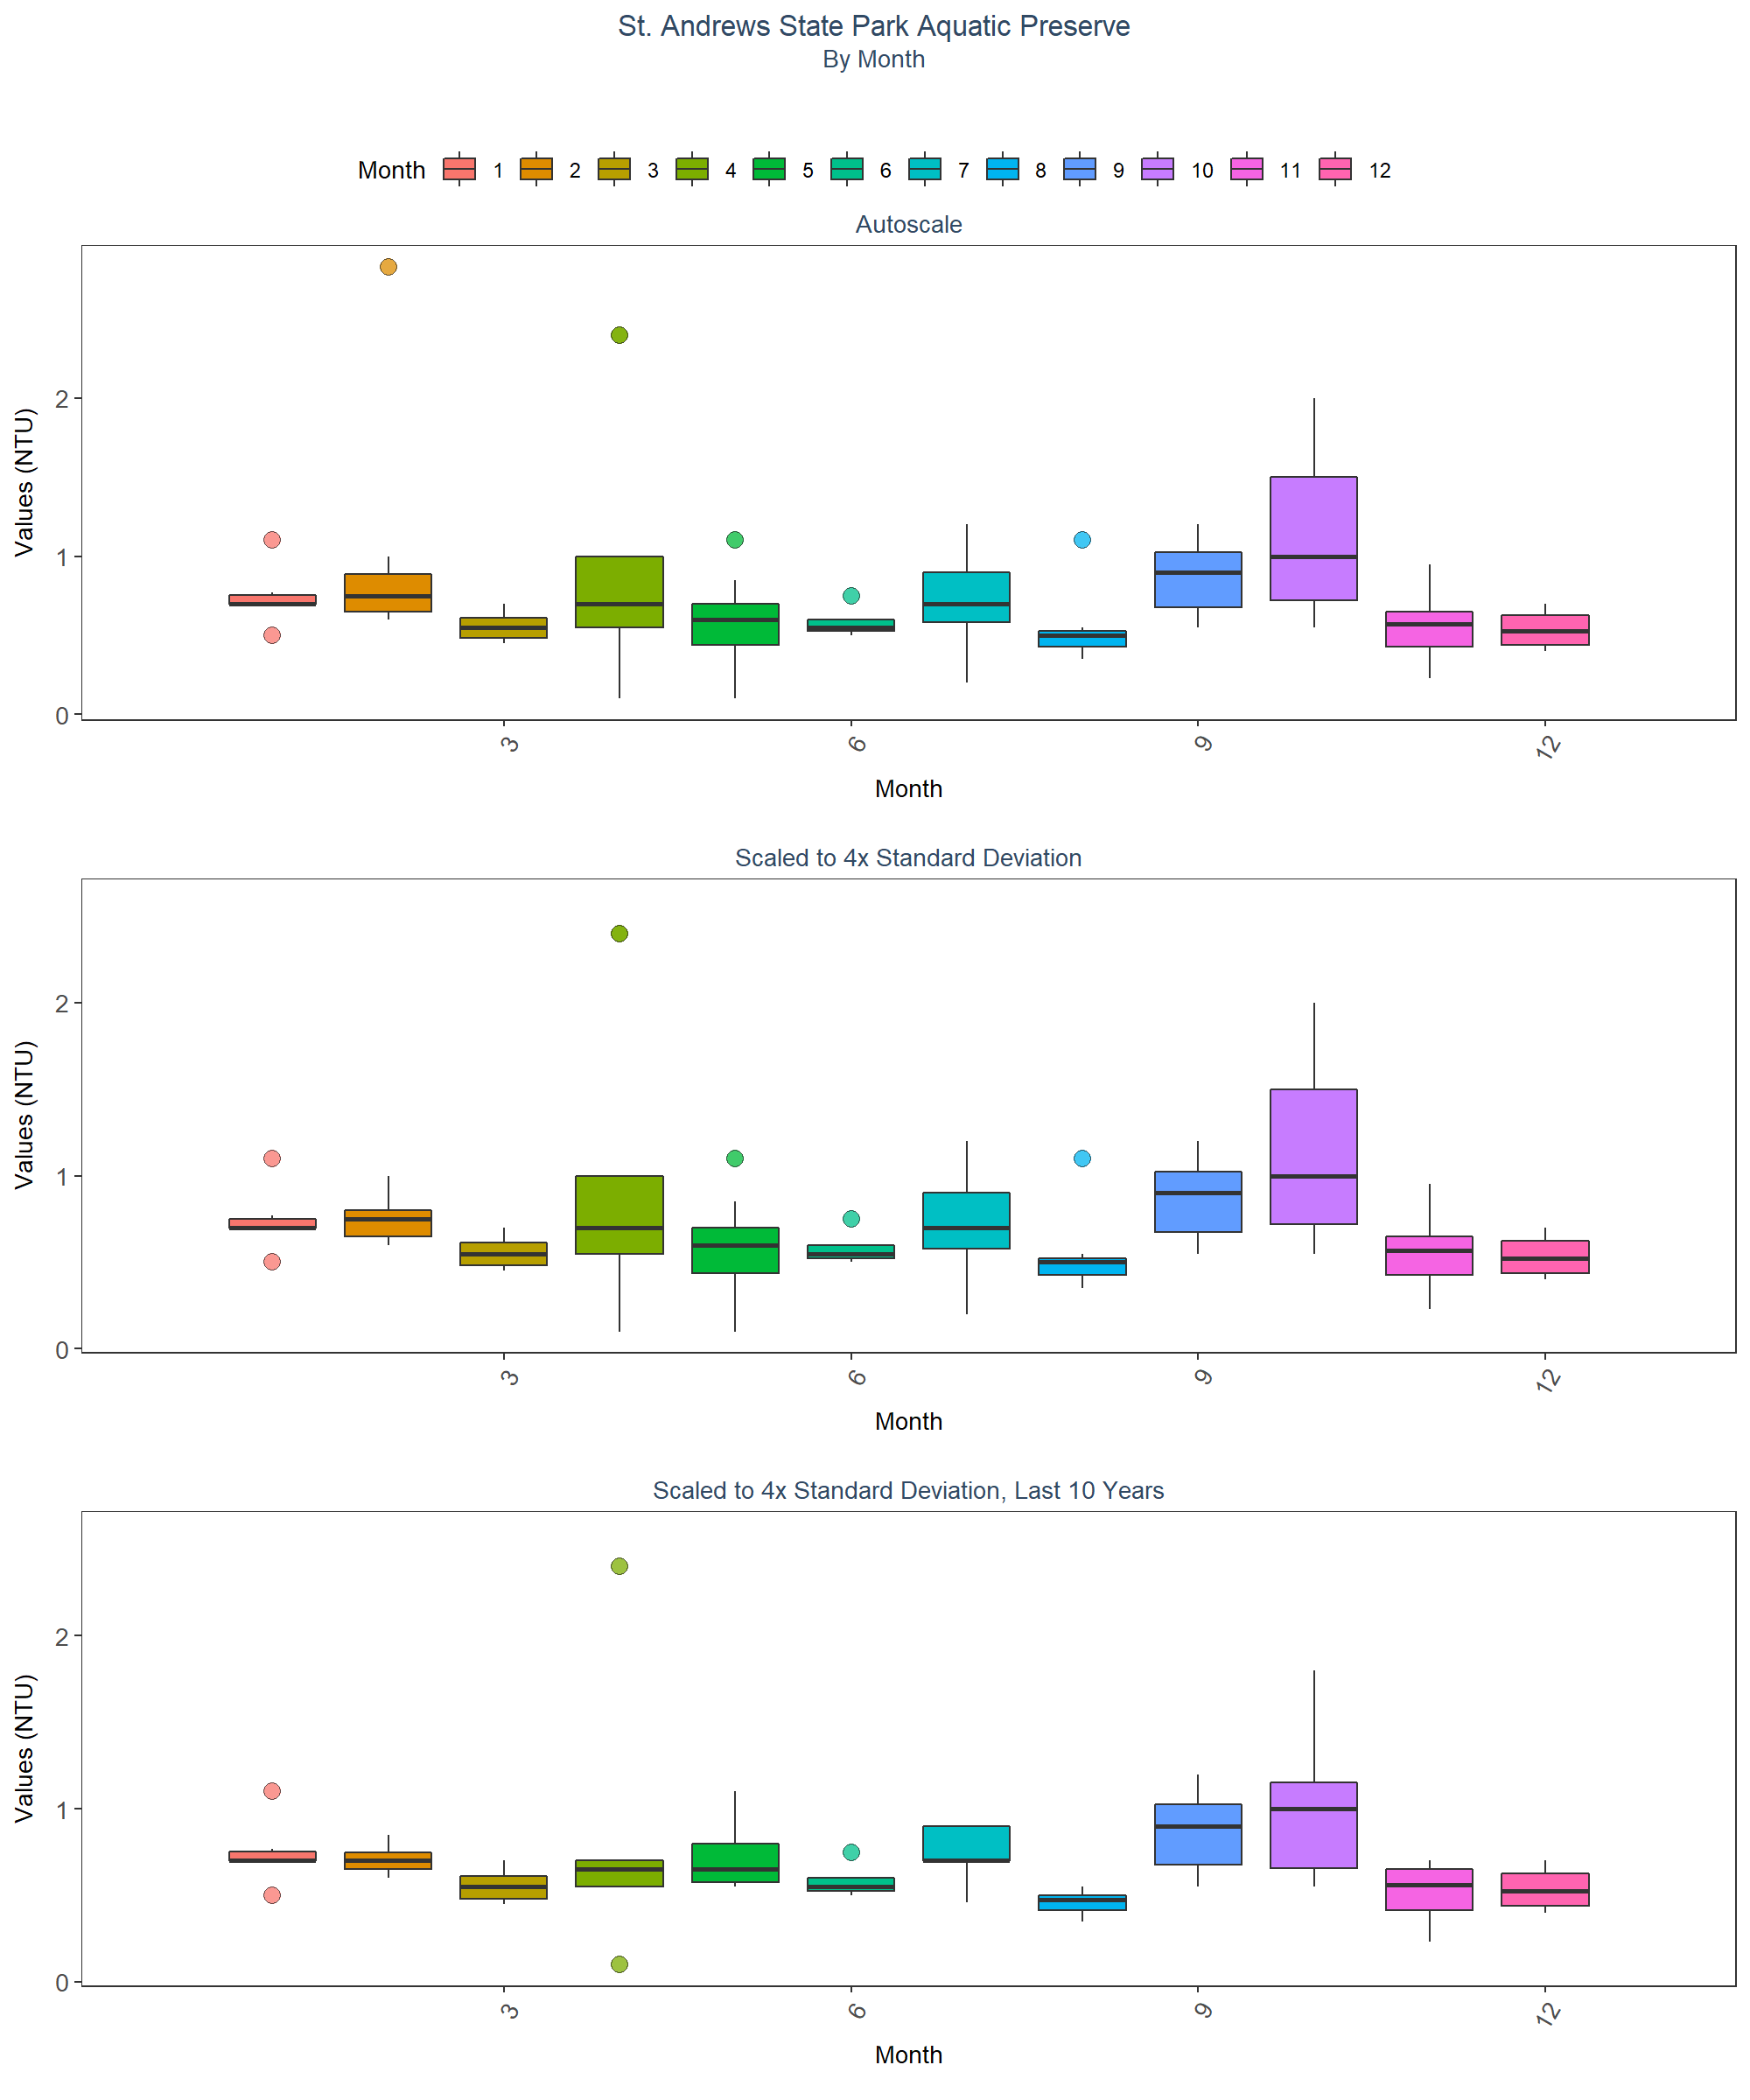 St. Andrews State Park Aquatic Preserve
By Month
Month 1 2 3 4 5 6 7 8 9 10 11 12
Autoscale
Values (NTU)
2
1
0
3 6 9 12
Month
Scaled to 4x Standard Deviation
Values (NTU)
2
1
0
3 6 9 12
Month
Scaled to 4x Standard Deviation, Last 10 Years
Values (NTU)
2
1
0
3 6 9 12
Month